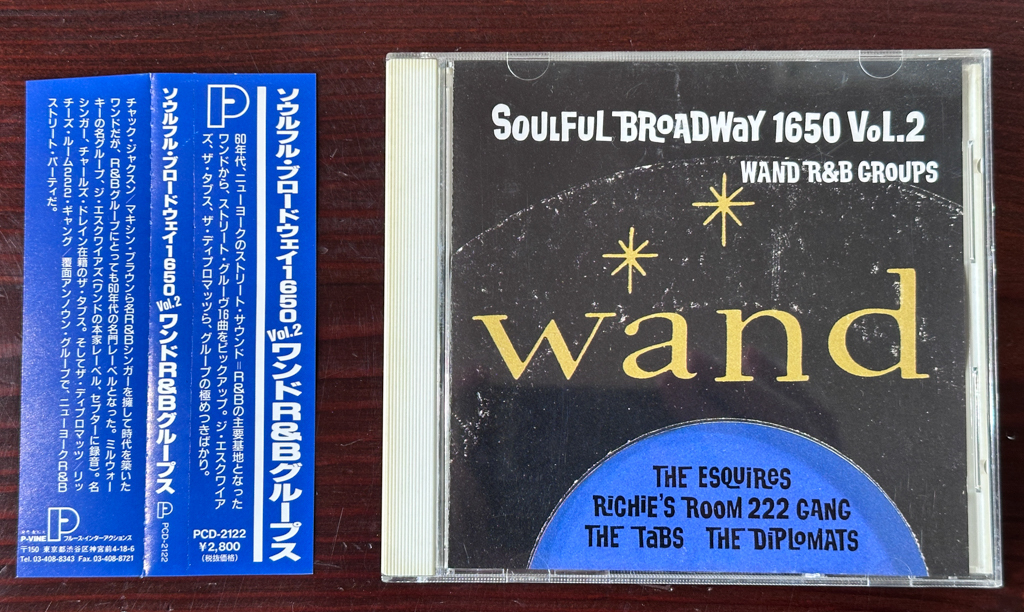 ソウルフル・ブロードウェイ1650 Vol.2 ワンドR&Bグループス
P
60年代、ニューヨークのストリート・サウンド＝R&Bの主要基地となった
ワンドから、ストリート・グルーヴ16曲をピックアップ。ジ・エスクワイア
ズ、ザ・タブス、ザ・ディプロマッツら、グループの極めつきばかり。
PCD-2122
￥2,800
(税抜価格)
ソウルフル・ブロードウェイ1650 Vol.2 ワンドR&Bグループス
P
PCD-2122
チャック・ジャクスン／マキシン・ブラウンら名R&Bシンガーを擁して時代を築いた
ワンドだが、R&Bグループにとっても60年代の名門レーベルとなった。ミルウォー
キーの名グループ、ジ・エスクワイアズ(ワンドの本家レーベル、セプターに録音)。名
シンガー、チャールズ・ドレイン在籍のザ・タブス。そしてザ・ディプロマッツ／リッ
チーズ・ルーム222・ギャング／覆面アンノウン・グループで、ニューヨークR&B
ストリート・パーティだ。
P
P-VINE
ブルース・インターアクションズ
〒150 東京都渋谷区神宮前4-18-6
Tel. 03-408-8343 Fax. 03-408-8721
SOULFUL BROADWAY 1650 VOL.2
WAND R&B GROUPS
wand
THE ESQUIRES
RICHIE'S ROOM 222 GANG
THE TABS THE DIPLOMATS